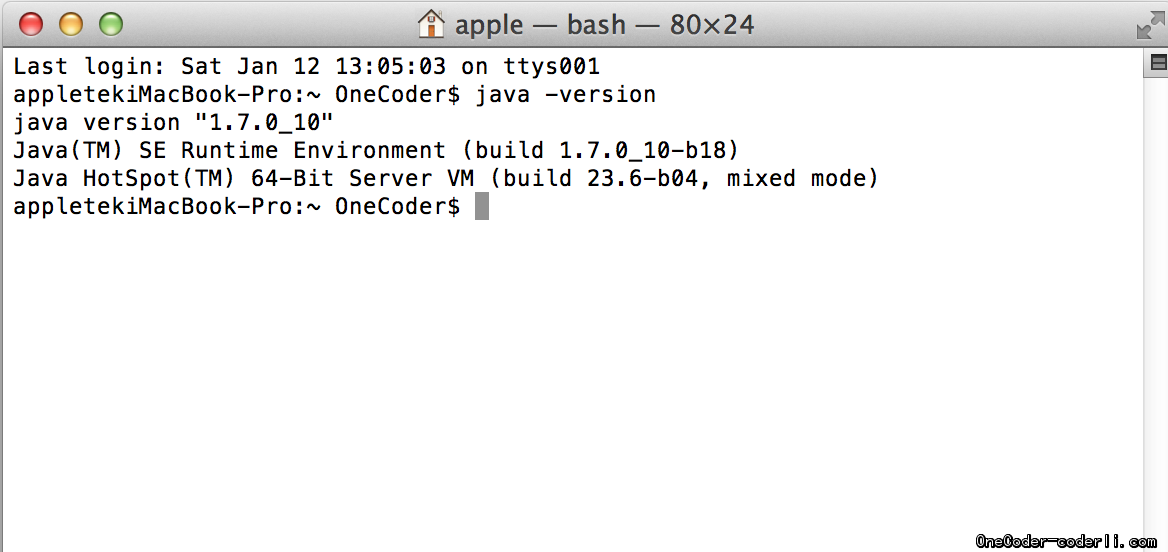 apple — bash — 80×24
Last login: Sat Jan 12 13:05:03 on ttys001
appletekiMacBook-Pro:~ OneCoder$ java -version
java version "1.7.0_10"
Java(TM) SE Runtime Environment (build 1.7.0_10-b18)
Java HotSpot(TM) 64-Bit Server VM (build 23.6-b04, mixed mode)
appletekiMacBook-Pro:~ OneCoder$
OneCoder-coderli.com